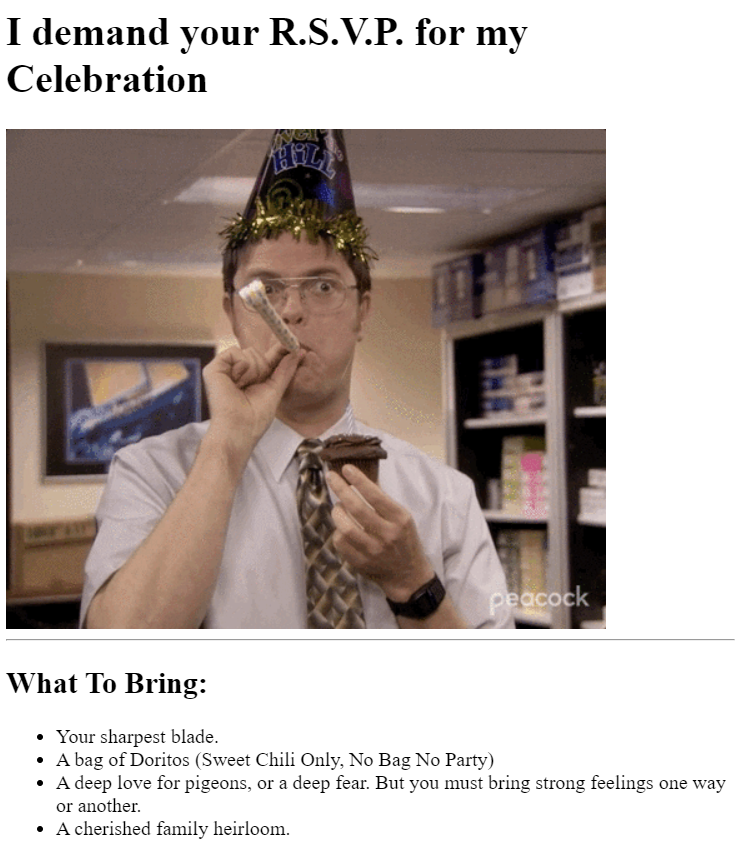 I demand your R.S.V.P. for my
Celebration
HiLL
peacock
What To Bring:
Your sharpest blade.
A bag of Doritos (Sweet Chili Only, No Bag No Party)
A deep love for pigeons, or a deep fear. But you must bring strong feelings one way
or another.
A cherished family heirloom.